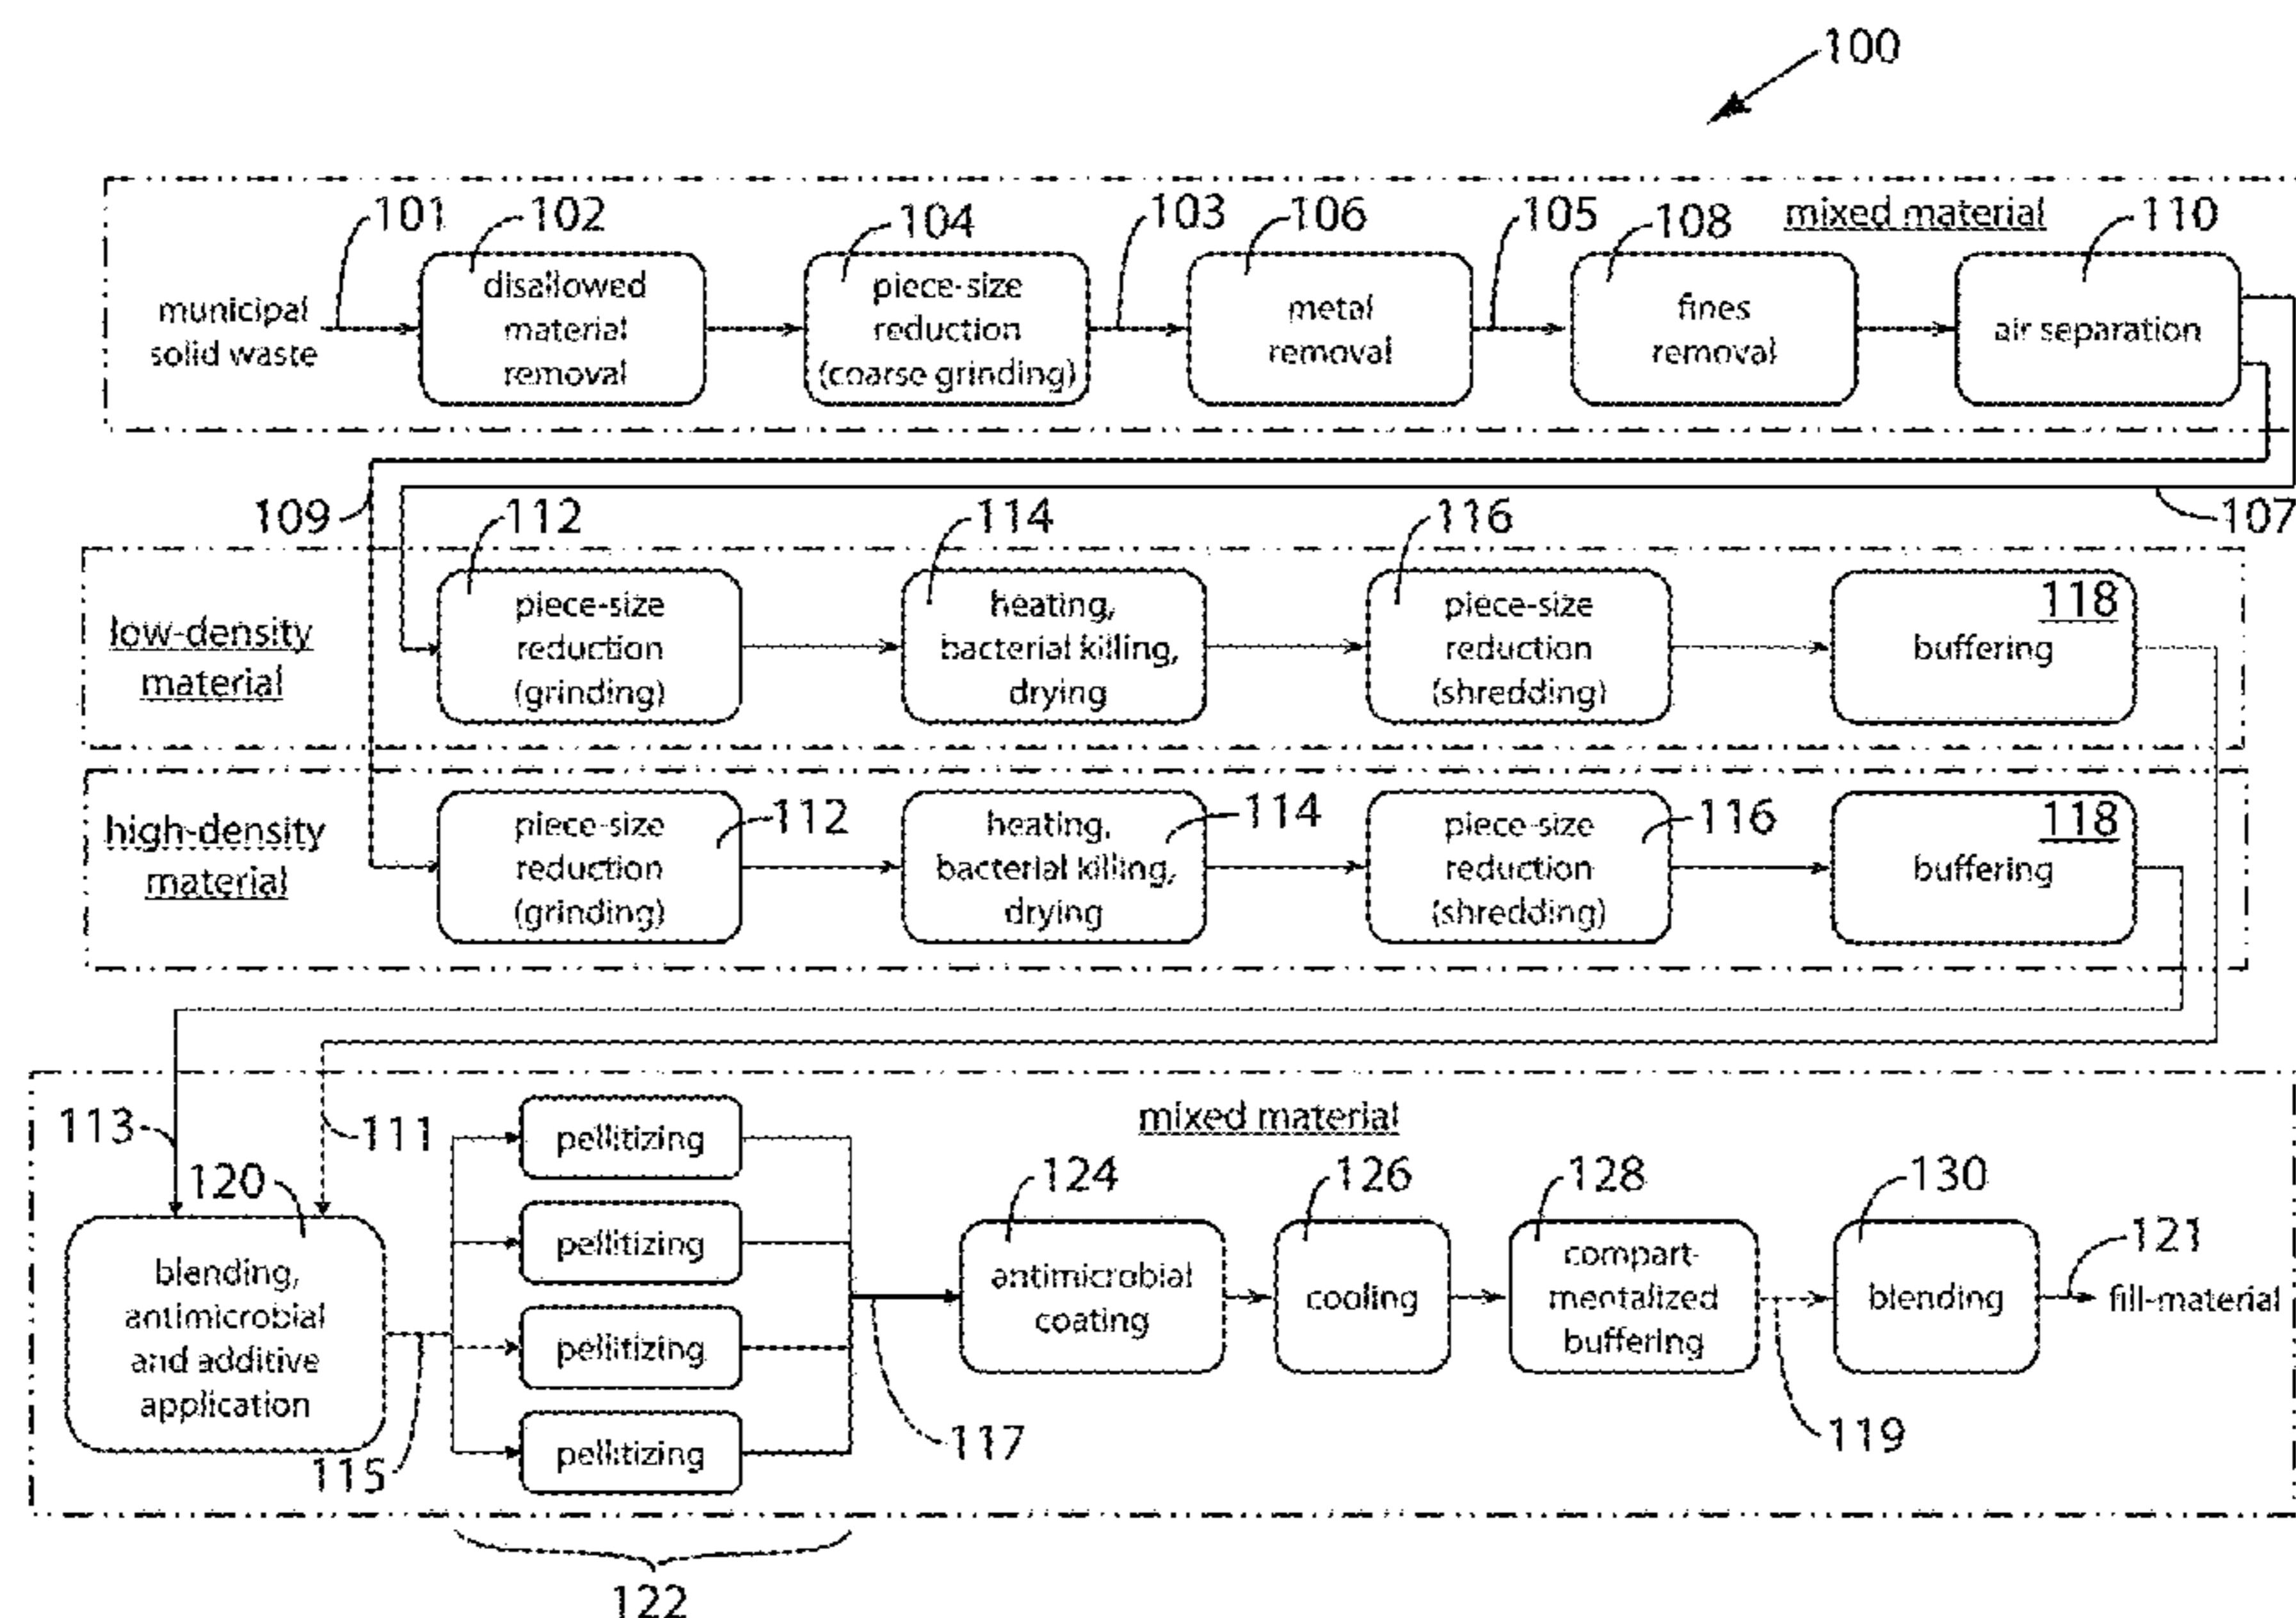 100
101
102
104
103
106
105
108
mixed material
110
municipal
solid waste
disallowed
material
removal
piece-size
reduction
(coarse grinding)
metal
removal
fines
removal
air separation
109
107
112
114
116
low-density
material
piece-size
reduction
(grinding)
heating,
bacterial killing,
drying
piece-size
reduction
(shredding)
118
buffering
high-density
material
piece-size
reduction
(grinding)
112
heating,
bacterial killing,
drying
114
piece-size
reduction
(shredding)
116
118
buffering
113
111
120
blending,
antimicrobial
and additive
application
115
pellitizing
pellitizing
pellitizing
pellitizing
122
117
mixed material
124
antimicrobial
coating
126
cooling
128
compart-
mentalized
buffering
119
130
blending
121
fill-material